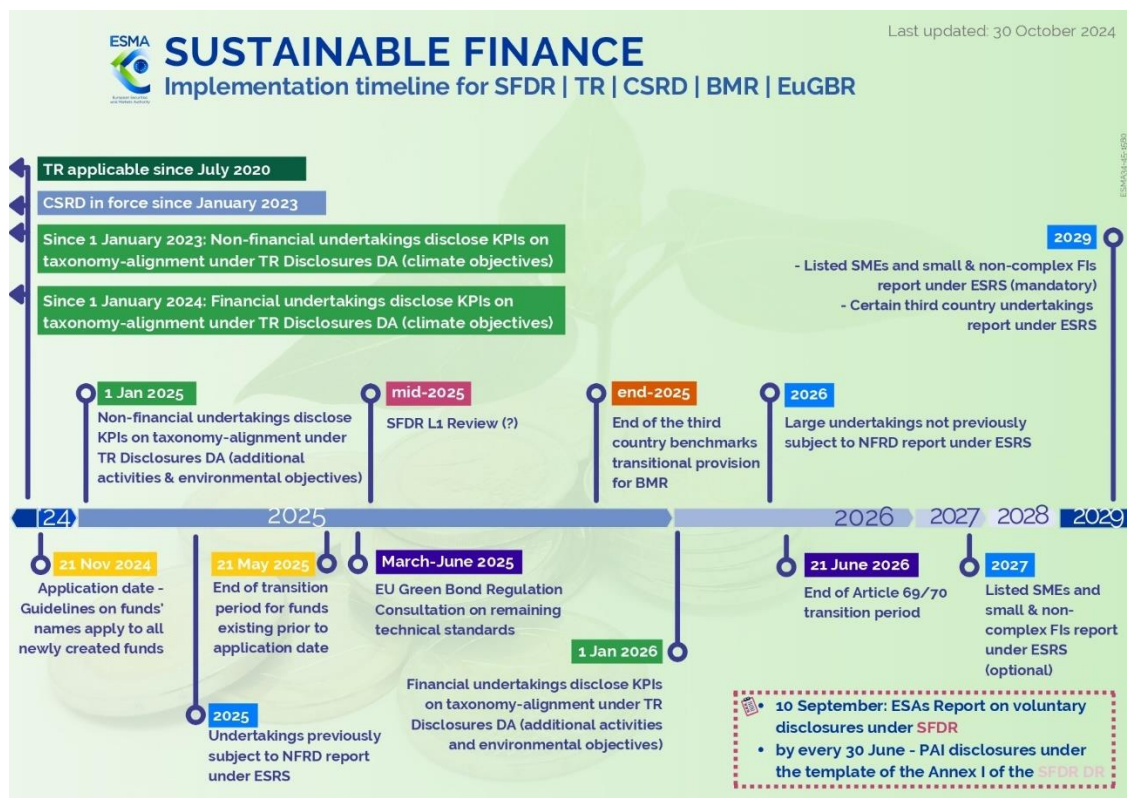 Last updated: 30 October 2024
ESMA
European Securities
and Markets Authority
SUSTAINABLE FINANCE
Implementation timeline for SFDR | TR | CSRD | BMR | EuGBR
ESMA34-45-1580
TR applicable since July 2020
CSRD in force since January 2023
Since 1 January 2023: Non-financial undertakings disclose KPIs on
taxonomy-alignment under TR Disclosures DA (climate objectives)
Since 1 January 2024: Financial undertakings disclose KPIs on
taxonomy-alignment under TR Disclosures DA (climate objectives)
2029
- Listed SMEs and small & non-complex FIs
report under ESRS (mandatory)
- Certain third country undertakings
report under ESRS
1 Jan 2025
Non-financial undertakings disclose
KPIs on taxonomy-alignment under
TR Disclosures DA (additional
activities & environmental objectives)
mid-2025
SFDR L1 Review (?)
end-2025
End of the third
country benchmarks
transitional provision
for BMR
2026
Large undertakings not previously
subject to NFRD report under ESRS
24
2025
2026
2027
2028
2029
21 Nov 2024
Application date -
Guidelines on funds'
names apply to all
newly created funds
21 May 2025
End of transition
period for funds
existing prior to
application date
March-June 2025
EU Green Bond Regulation
Consultation on remaining
technical standards
21 June 2026
End of Article 69/70
transition period
2027
Listed SMEs and
small & non-
complex FIs report
under ESRS
(optional)
1 Jan 2026
Financial undertakings disclose KPIs
on taxonomy-alignment under TR
Disclosures DA (additional activities
and environmental objectives)
2025
Undertakings previously
subject to NFRD report
under ESRS
• 10 September: ESAs Report on voluntary
disclosures under SFDR
• by every 30 June - PAI disclosures under
the template of the Annex I of the SFDR DR